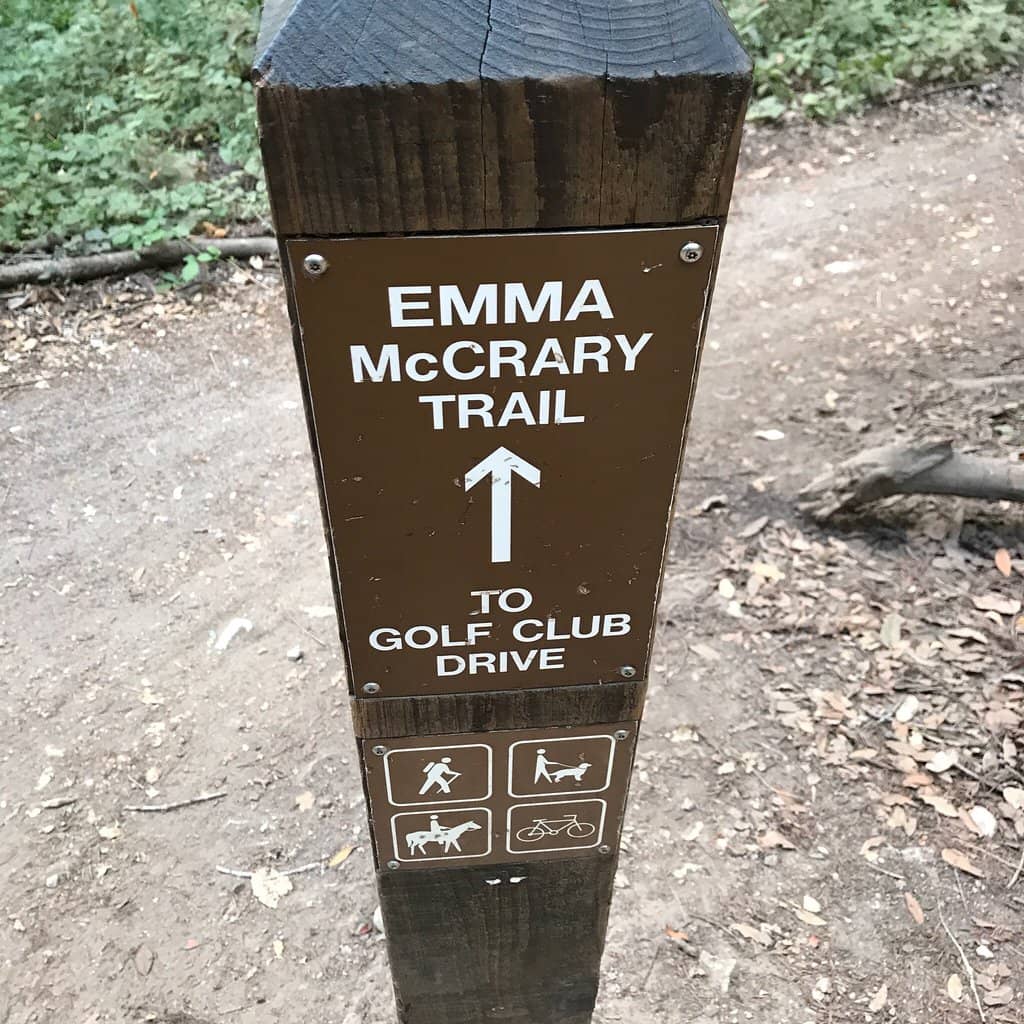 EMMA
McCRARY
TRAIL
TO
GOLF CLUB
DRIVE